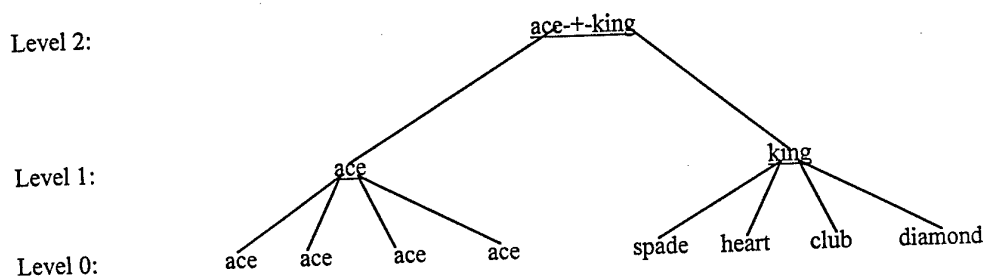 Level 2: ace-+-king
Level 1: ace king
Level 0: ace ace ace ace spade heart club diamond